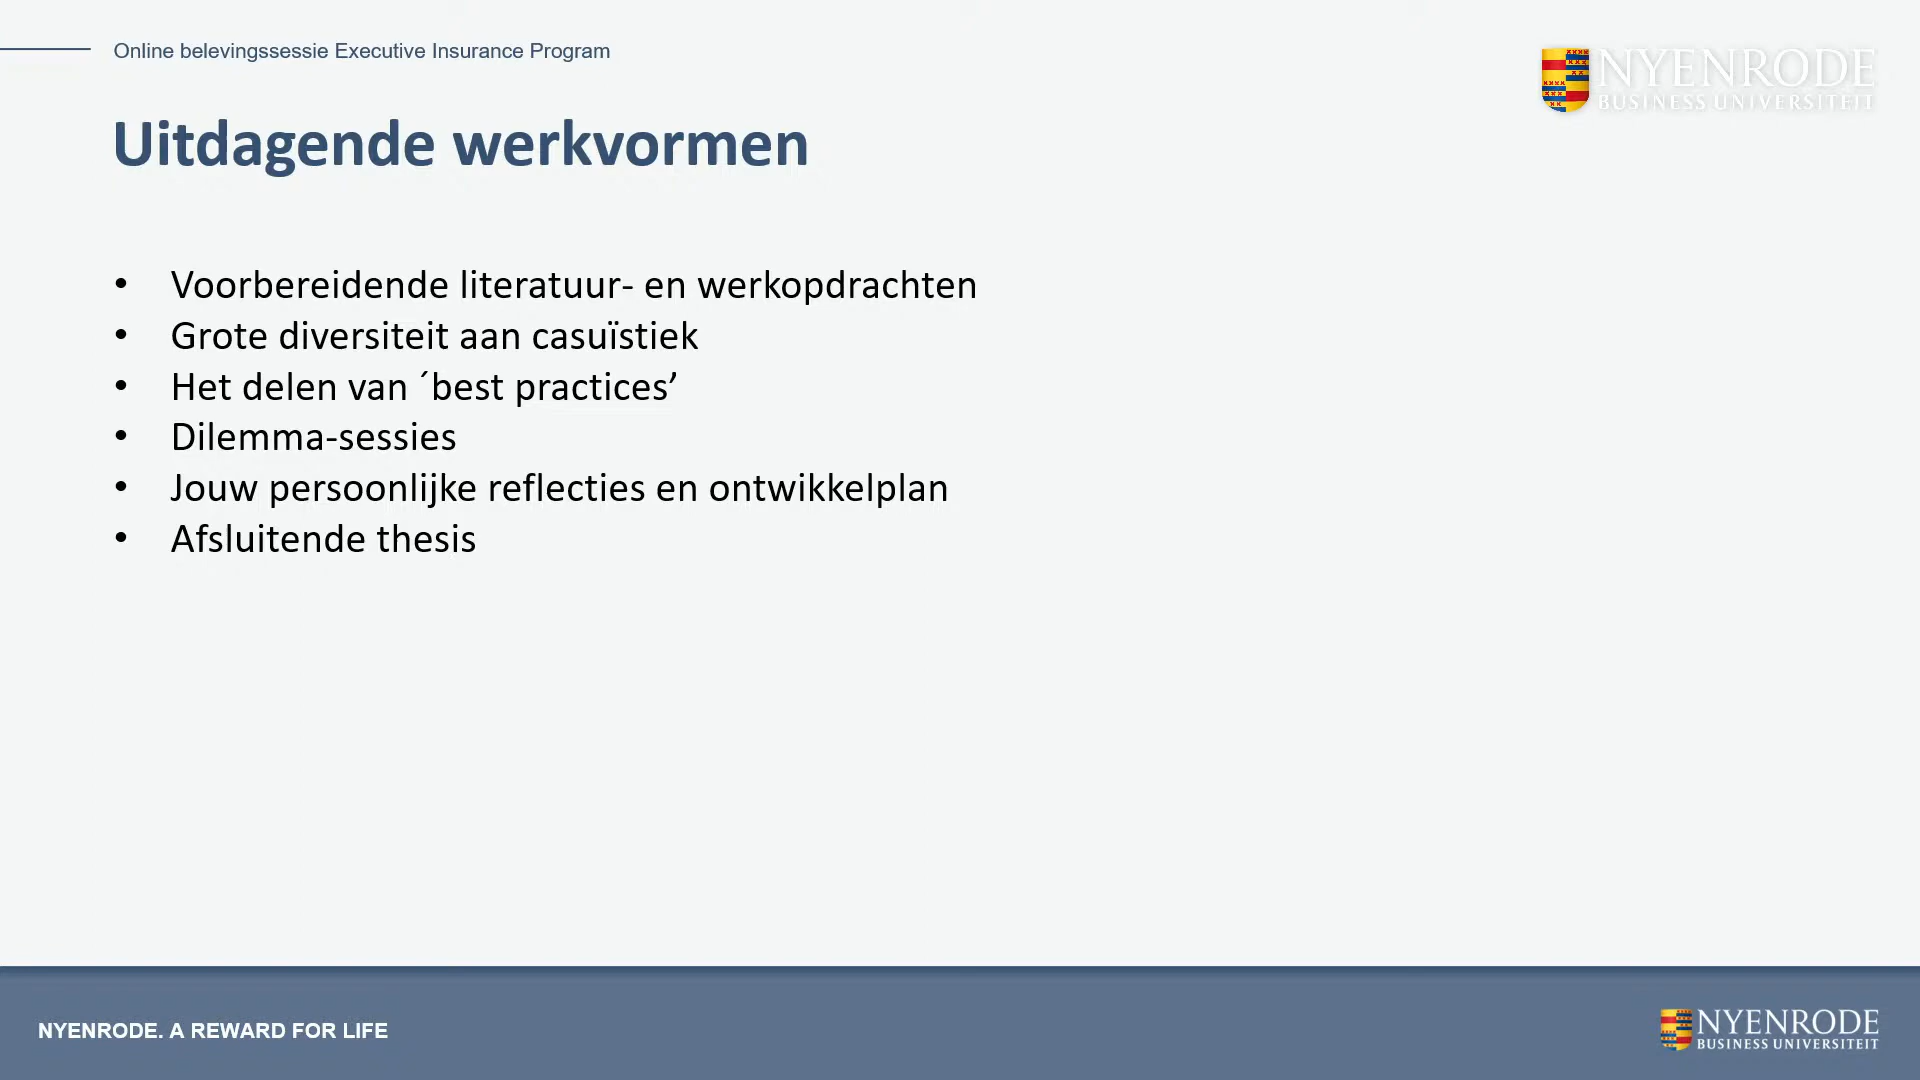 Online belevingssessie Executive Insurance Program
NYENRODE
BUSINESS UNIVERSITEIT
Uitdagende werkvormen
• Voorbereidende literatuur- en werkopdrachten
• Grote diversiteit aan casuïstiek
• Het delen van ´best practices’
• Dilemma-sessies
• Jouw persoonlijke reflecties en ontwikkelplan
• Afsluitende thesis
NYENRODE. A REWARD FOR LIFE
NYENRODE
BUSINESS UNIVERSITEIT